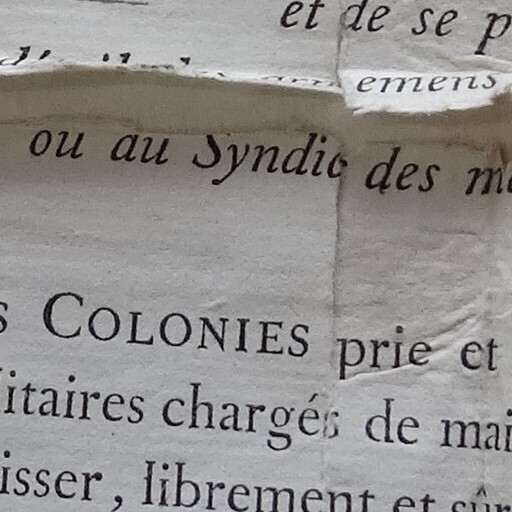 et de se p
emens
ou au Syndic des m
s COLONIES prie et
litaires chargés de mai
isser, librement et sûr